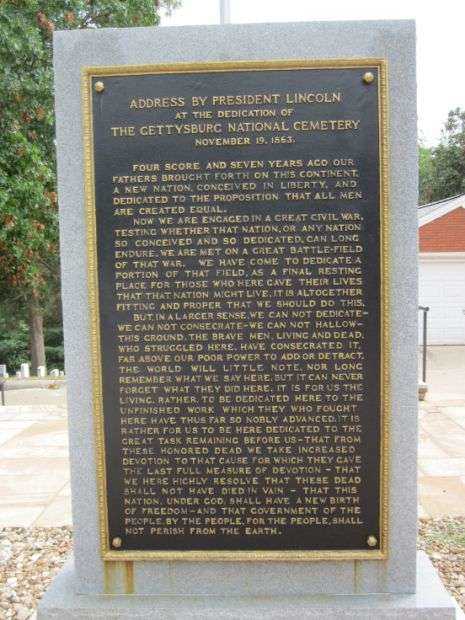 ADDRESS BY PRESIDENT LINCOLN
AT THE DEDICATION OF
THE GETTYSBURG NATIONAL CEMETERY
NOVEMBER 19, 1863.
FOUR SCORE AND SEVEN YEARS AGO OUR
FATHERS BROUGHT FORTH ON THIS CONTINENT,
A NEW NATION, CONCEIVED IN LIBERTY, AND
DEDICATED TO THE PROPOSITION THAT ALL MEN
ARE CREATED EQUAL.
NOW WE ARE ENGAGED IN A GREAT CIVIL WAR,
TESTING WHETHER THAT NATION, OR ANY NATION
SO CONCEIVED AND SO DEDICATED, CAN LONG
ENDURE. WE ARE MET ON A GREAT BATTLE-FIELD
OF THAT WAR. WE HAVE COME TO DEDICATE A
PORTION OF THAT FIELD, AS A FINAL RESTING
PLACE FOR THOSE WHO HERE GAVE THEIR LIVES
THAT THAT NATION MIGHT LIVE. IT IS ALTOGETHER
FITTING AND PROPER THAT WE SHOULD DO THIS.
BUT, IN A LARGER SENSE, WE CAN NOT DEDICATE—
WE CAN NOT CONSECRATE—WE CAN NOT HALLOW—
THIS GROUND. THE BRAVE MEN, LIVING AND DEAD,
WHO STRUGGLED HERE, HAVE CONSECRATED IT,
FAR ABOVE OUR POOR POWER TO ADD OR DETRACT.
THE WORLD WILL LITTLE NOTE, NOR LONG
REMEMBER WHAT WE SAY HERE, BUT IT CAN NEVER
FORGET WHAT THEY DID HERE. IT IS FOR US THE
LIVING, RATHER, TO BE DEDICATED HERE TO THE
UNFINISHED WORK WHICH THEY WHO FOUGHT
HERE HAVE THUS FAR SO NOBLY ADVANCED. IT IS
RATHER FOR US TO BE HERE DEDICATED TO THE
GREAT TASK REMAINING BEFORE US—THAT FROM
THESE HONORED DEAD WE TAKE INCREASED
DEVOTION TO THAT CAUSE FOR WHICH THEY GAVE
THE LAST FULL MEASURE OF DEVOTION—THAT
WE HERE HIGHLY RESOLVE THAT THESE DEAD
SHALL NOT HAVE DIED IN VAIN—THAT THIS
NATION, UNDER GOD, SHALL HAVE A NEW BIRTH
OF FREEDOM—AND THAT GOVERNMENT OF THE
PEOPLE, BY THE PEOPLE, FOR THE PEOPLE, SHALL
NOT PERISH FROM THE EARTH.